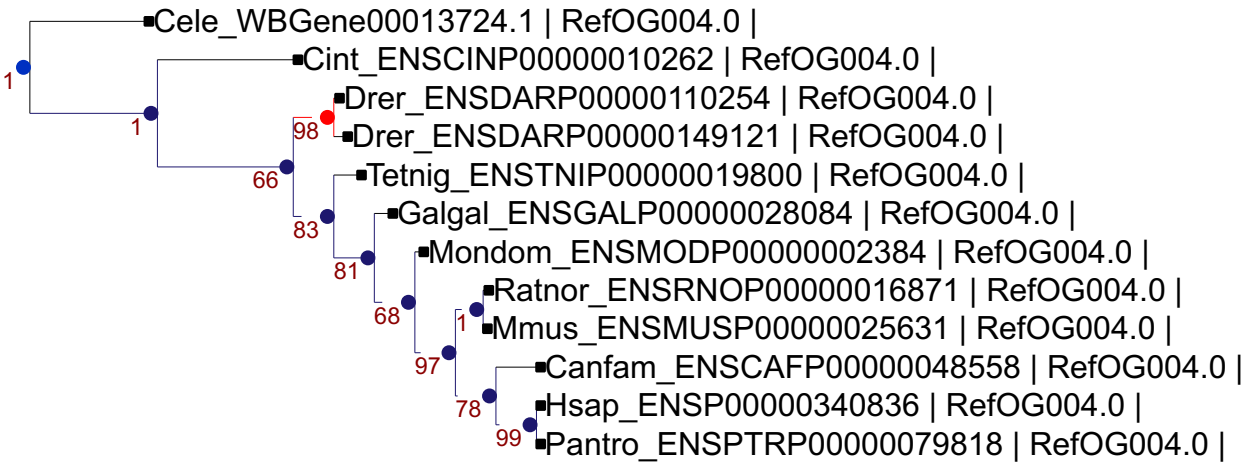 Cele_WBGene00013724.1 | RefOG004.0 |
Cint_ENSCINP00000010262 | RefOG004.0 |
1
Drer_ENSDARP00000110254 | RefOG004.0 |
1
98
Drer_ENSDARP00000149121 | RefOG004.0 |
66
Tetnig_ENSTNIP00000019800 | RefOG004.0 |
83
Galgal_ENSGALP00000028084 | RefOG004.0 |
Mondom_ENSMODP00000002384 | RefOG004.0 |
81
Ratnor_ENSRNOP00000016871 | RefOG004.0 |
68
1
Mmus_ENSMUSP00000025631 | RefOG004.0 |
97
Canfam_ENSCAFP00000048558 | RefOG004.0 |
78
Hsap_ENSP00000340836 | RefOG004.0 |
99
Pantro_ENSPTRP00000079818 | RefOG004.0 |